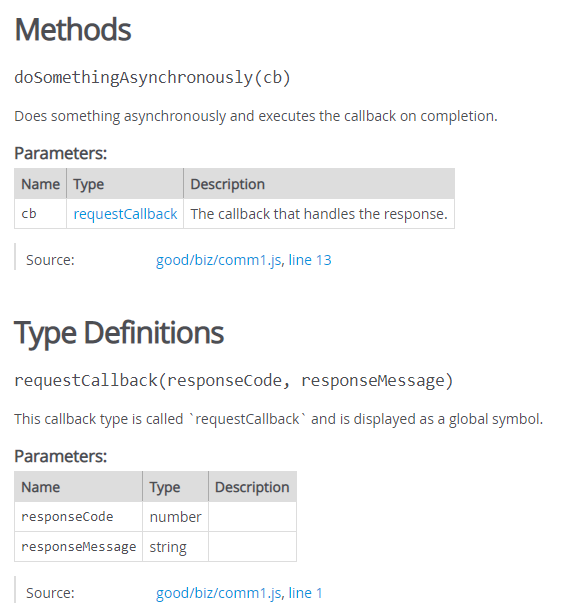 Methods
doSomethingAsynchronously(cb)
Does something asynchronously and executes the callback on completion.
Parameters:
Name Type Description
cb requestCallback The callback that handles the response.
Source: good/biz/comm1.js, line 13
Type Definitions
requestCallback(responseCode, responseMessage)
This callback type is called `requestCallback` and is displayed as a global symbol.
Parameters:
Name Type Description
responseCode number
responseMessage string
Source: good/biz/comm1.js, line 1